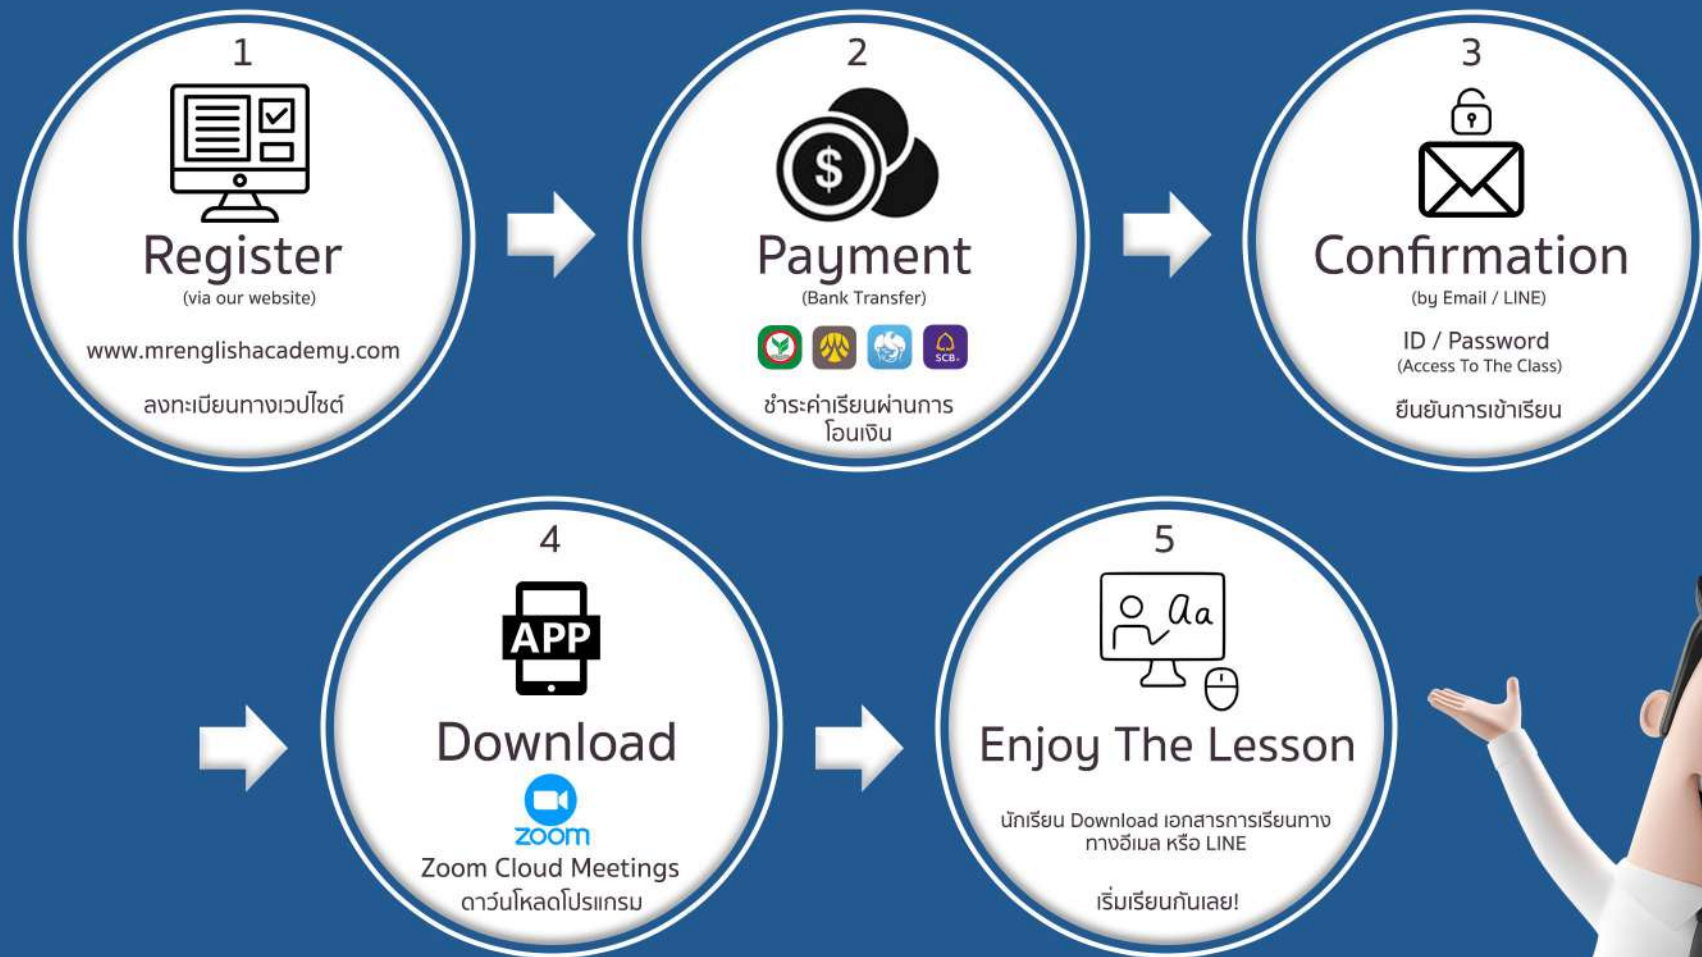 1
Register
(via our website)
www.mrenglishacademy.com
ลงทะเบียนทางเวปไซต์
2
$
Payment
(Bank Transfer)
SCB
ชำระค่าเรียนผ่านการ
โอนเงิน
3
Confirmation
(by Email / LINE)
ID / Password
(Access To The Class)
ยืนยันการเข้าเรียน
4
APP
Download
zoom
Zoom Cloud Meetings
ดาว์นโหลดโปรแกรม
5
Aa
Enjoy The Lesson
นักเรียน Download เอกสารการเรียนทาง
ทางอีเมล หรือ LINE
เริ่มเรียนกันเลย!